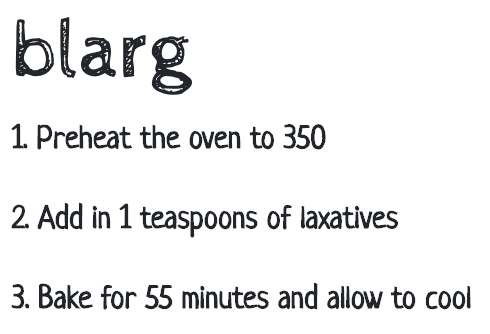 blarg
1. Preheat the oven to 350
2. Add in 1 teaspoons of laxatives
3. Bake for 55 minutes and allow to cool